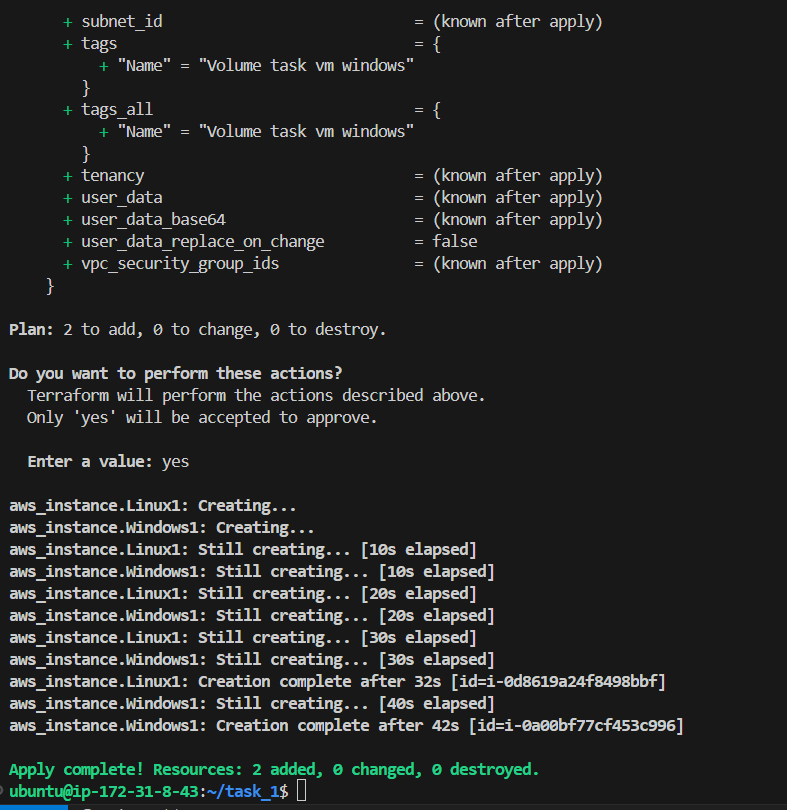 + subnet_id = (known after apply)
+ tags = {
+ "Name" = "Volume task vm windows"
}
+ tags_all = {
+ "Name" = "Volume task vm windows"
}
+ tenancy = (known after apply)
+ user_data = (known after apply)
+ user_data_base64 = (known after apply)
+ user_data_replace_on_change = false
+ vpc_security_group_ids = (known after apply)
}
Plan: 2 to add, 0 to change, 0 to destroy.
Do you want to perform these actions?
Terraform will perform the actions described above.
Only 'yes' will be accepted to approve.
Enter a value: yes
aws_instance.Linux1: Creating...
aws_instance.Windows1: Creating...
aws_instance.Linux1: Still creating... [10s elapsed]
aws_instance.Windows1: Still creating... [10s elapsed]
aws_instance.Linux1: Still creating... [20s elapsed]
aws_instance.Windows1: Still creating... [20s elapsed]
aws_instance.Linux1: Still creating... [30s elapsed]
aws_instance.Windows1: Still creating... [30s elapsed]
aws_instance.Linux1: Creation complete after 32s [id=i-0d8619a24f8498bbf]
aws_instance.Windows1: Still creating... [40s elapsed]
aws_instance.Windows1: Creation complete after 42s [id=i-0a00bf77cf453c996]
Apply complete! Resources: 2 added, 0 changed, 0 destroyed.
ubuntu@ip-172-31-8-43:~/task_1$